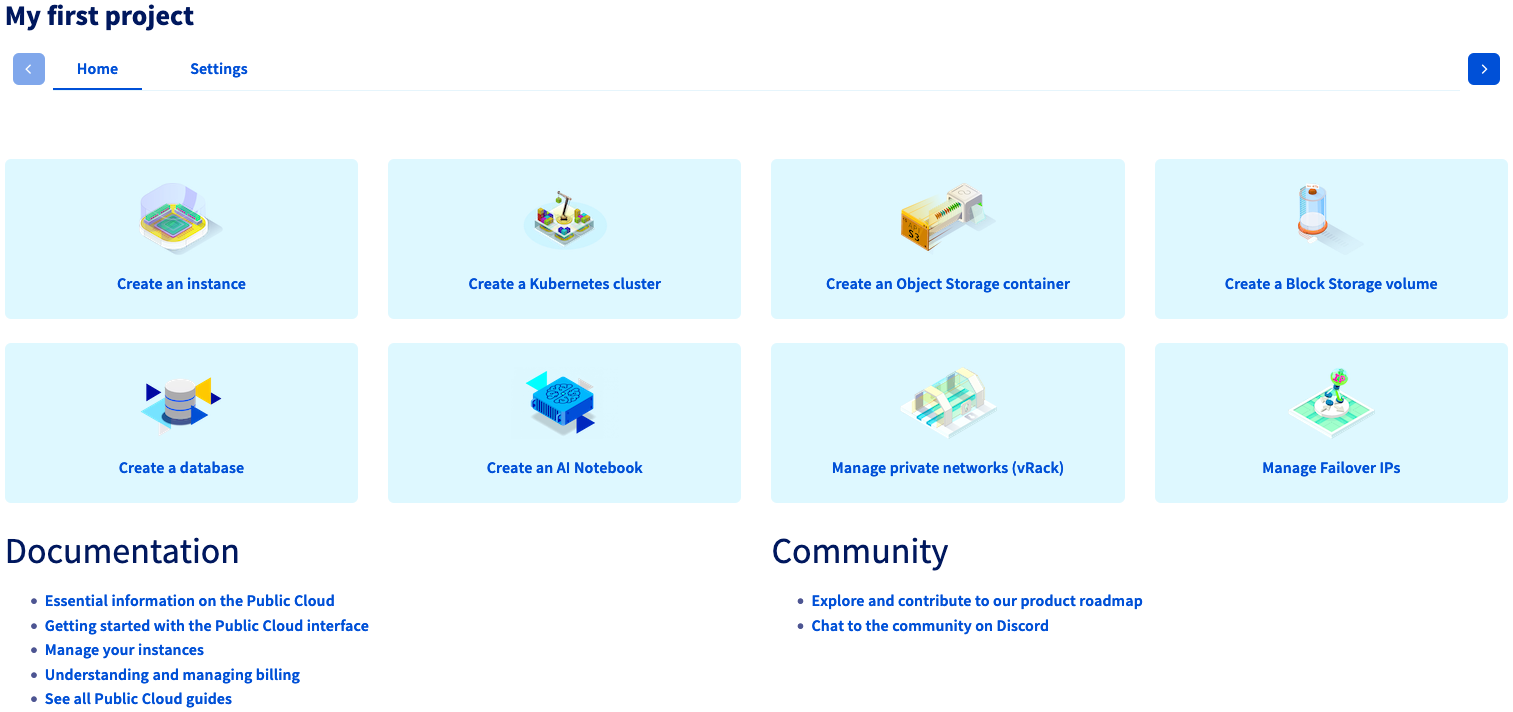 My first project
Home
Settings
Create an instance
Create a Kubernetes cluster
S3
Create an Object Storage container
Create a Block Storage volume
Create a database
Create an AI Notebook
Manage private networks (vRack)
Manage Failover IPs
Documentation
Essential information on the Public Cloud
Getting started with the Public Cloud interface
Manage your instances
Understanding and managing billing
See all Public Cloud guides
Community
Explore and contribute to our product roadmap
Chat to the community on Discord